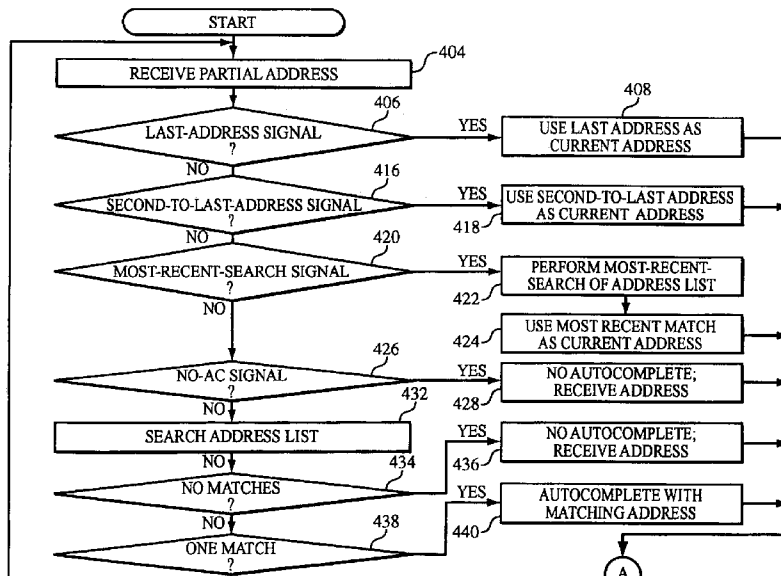 START
404
RECEIVE PARTIAL ADDRESS
406
408
LAST-ADDRESS SIGNAL
?
YES
USE LAST ADDRESS AS
CURRENT ADDRESS
NO
416
SECOND-TO-LAST-ADDRESS SIGNAL
?
YES
USE SECOND-TO-LAST ADDRESS
AS CURRENT ADDRESS
418
NO
420
MOST-RECENT-SEARCH SIGNAL
?
YES
PERFORM MOST-RECENT-
SEARCH OF ADDRESS LIST
422
NO
USE MOST RECENT MATCH
AS CURRENT ADDRESS
424
426
NO-AC SIGNAL
?
YES
NO AUTOCOMPLETE;
RECEIVE ADDRESS
428
NO
432
SEARCH ADDRESS LIST
NO
434
NO MATCHES
?
YES
NO AUTOCOMPLETE;
RECEIVE ADDRESS
436
NO
438
ONE MATCH
?
YES
AUTOCOMPLETE WITH
MATCHING ADDRESS
440
A